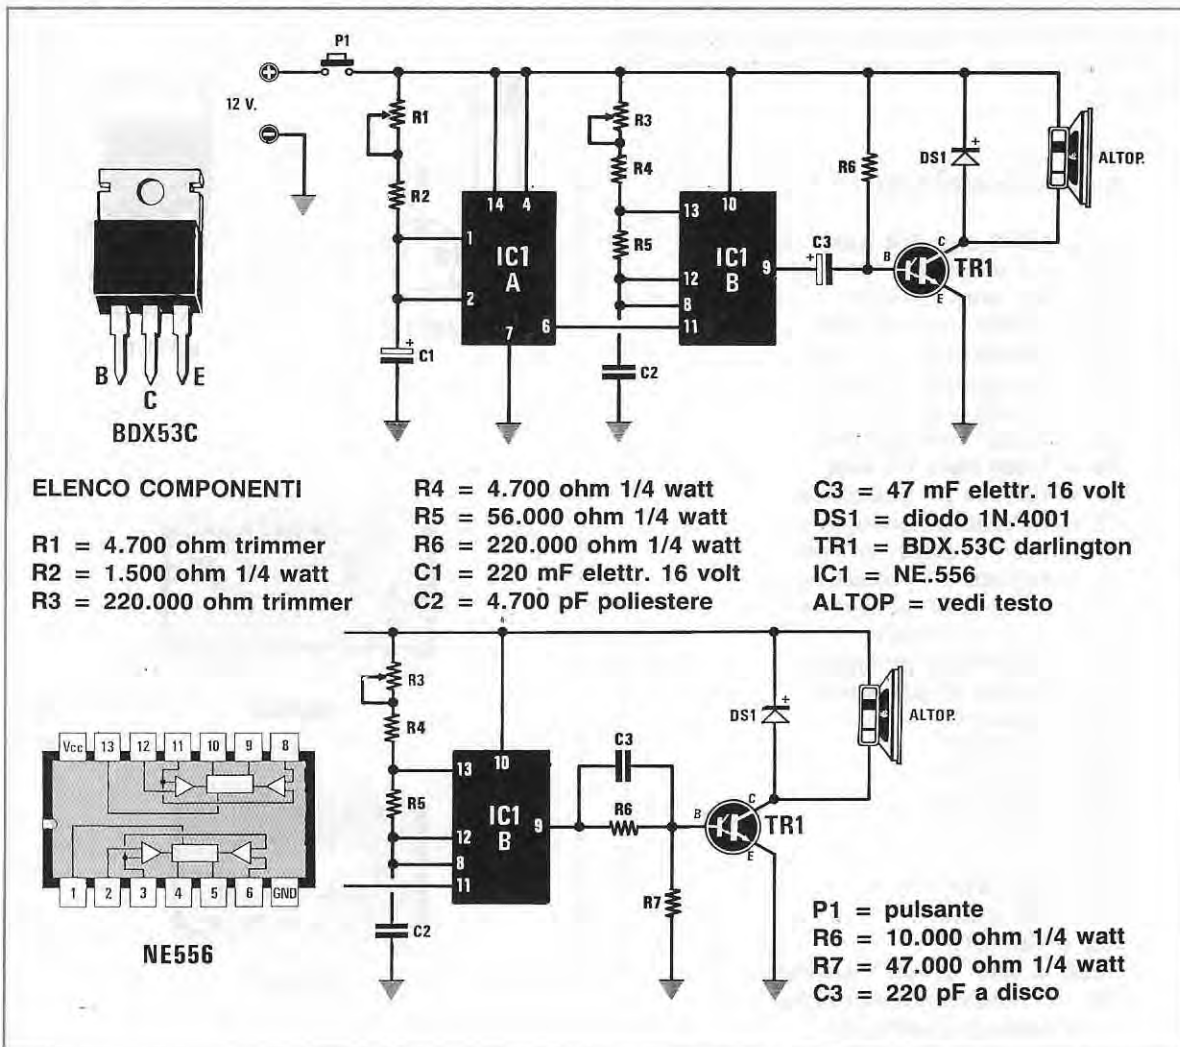 P1
12 V.
R1
R2
14 4
1
IC1
A
2
7
6
C1
R3
R4
R5
13
10
IC1
B
12
8
11
9
C2
C3
+
R6
DS1
+
ALTOP.
B
C
E
TR1
B
C
E
BDX53C
ELENCO COMPONENTI
R1 = 4.700 ohm trimmer
R2 = 1.500 ohm 1/4 watt
R3 = 220.000 ohm trimmer
R4 = 4.700 ohm 1/4 watt
R5 = 56.000 ohm 1/4 watt
R6 = 220.000 ohm 1/4 watt
C1 = 220 mF elettr. 16 volt
C2 = 4.700 pF poliestere
C3 = 47 mF elettr. 16 volt
DS1 = diodo 1N.4001
TR1 = BDX.53C darlington
IC1 = NE.556
ALTOP = vedi testo
Vcc 13 12 11 10 9 8
1 2 3 4 5 6 GND
NE556
R3
R4
R5
13
10
IC1
B
12
8
11
9
C2
C3
R6
R7
DS1
+
ALTOP.
B
C
E
TR1
P1 = pulsante
R6 = 10.000 ohm 1/4 watt
R7 = 47.000 ohm 1/4 watt
C3 = 220 pF a disco